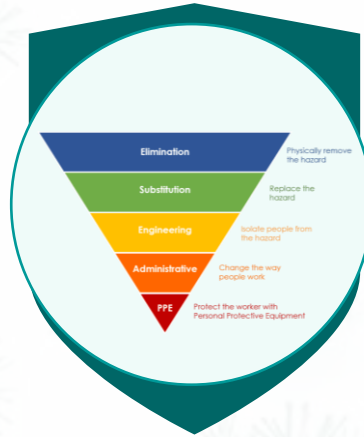 Elimination
Physically remove
the hazard
Substitution
Replace the
hazard
Engineering
Isolate people from
the hazard
Administrative
Change the way
people work
PPE
Protect the worker with
Personal Protective Equipment